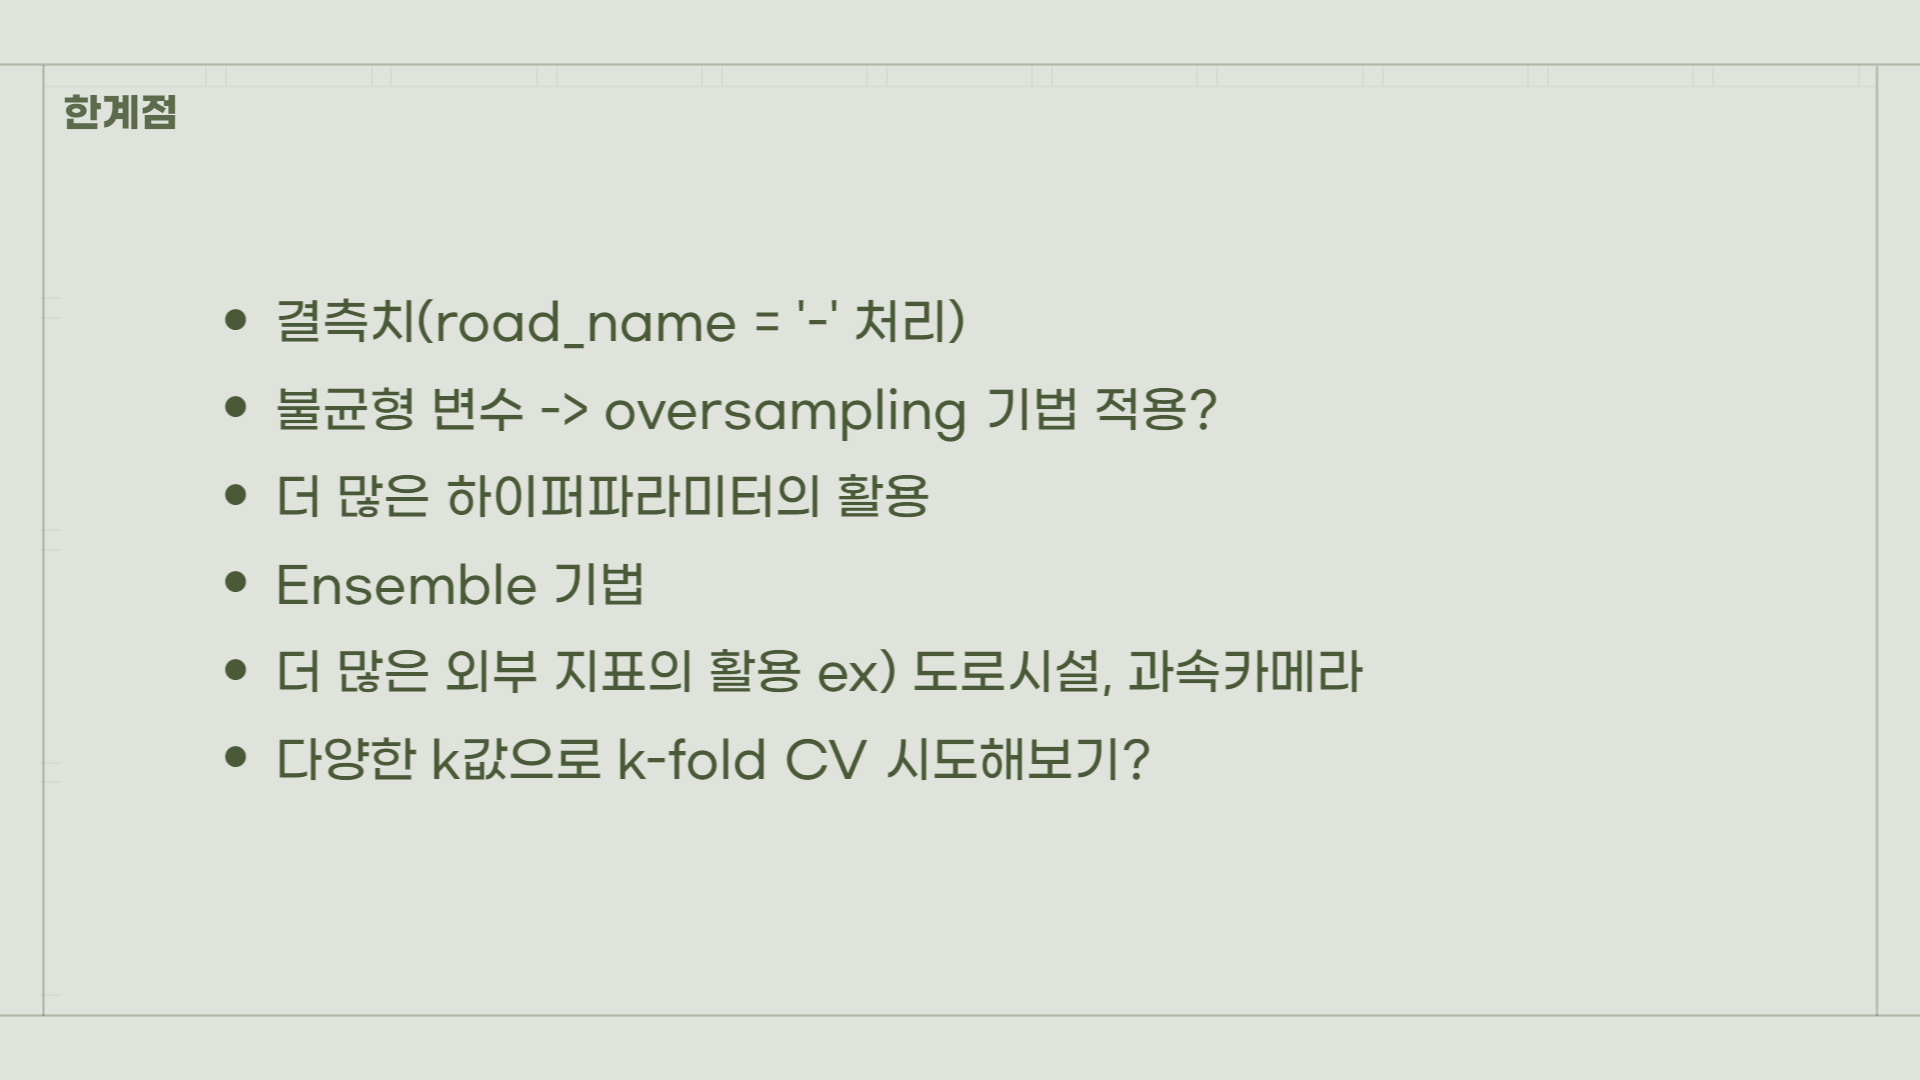 한계점
• 결측치(road_name = '-' 처리)
• 불균형 변수 -> oversampling 기법 적용?
• 더 많은 하이퍼파라미터의 활용
• Ensemble 기법
• 더 많은 외부 지표의 활용 ex) 도로시설, 과속카메라
• 다양한 k값으로 k-fold CV 시도해보기?